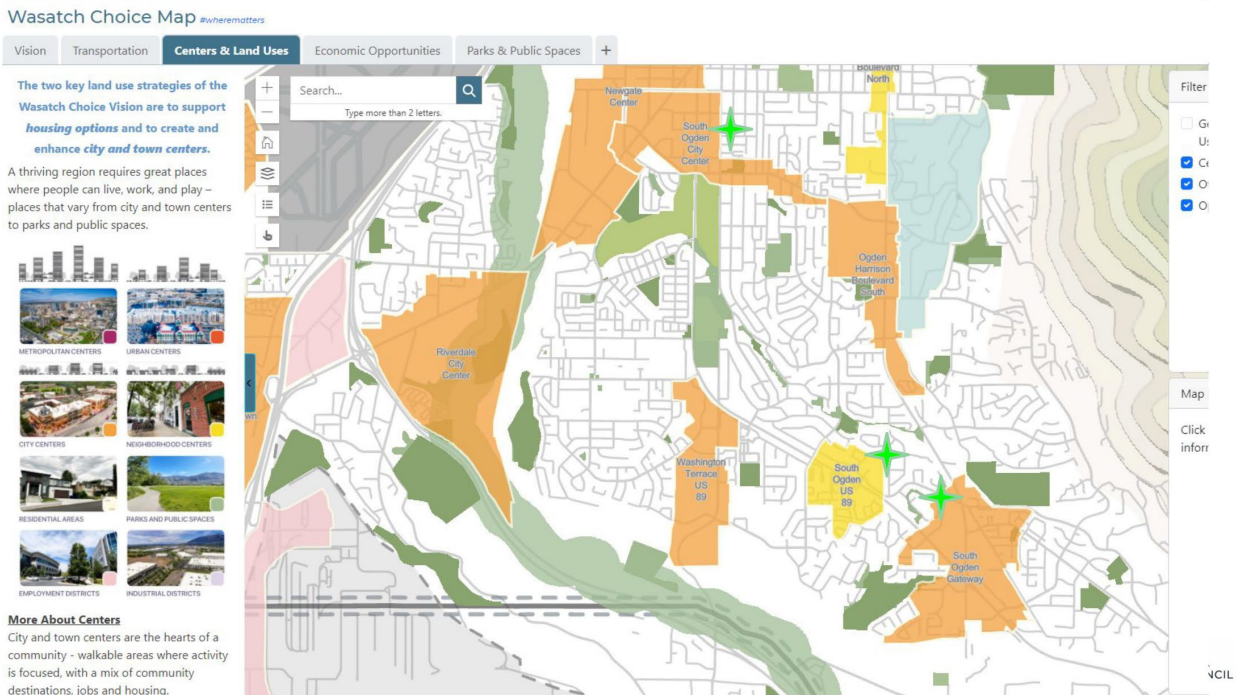 Wasatch Choice Map #wherematters
Vision
Transportation
Centers & Land Uses
Economic Opportunities
Parks & Public Spaces
+
The two key land use strategies of the
Wasatch Choice Vision are to support
housing options and to create and
enhance city and town centers.
A thriving region requires great places
where people can live, work, and play –
places that vary from city and town centers
to parks and public spaces.
METROPOLITAN CENTERS
URBAN CENTERS
CITY CENTERS
NEIGHBORHOOD CENTERS
RESIDENTIAL AREAS
PARKS AND PUBLIC SPACES
EMPLOYMENT DISTRICTS
INDUSTRIAL DISTRICTS
More About Centers
City and town centers are the hearts of a
community - walkable areas where activity
is focused, with a mix of community
destinations, jobs and housing.
Search...
Type more than 2 letters.
Boulevard
North
Newgate
Center
South
Ogden
City
Center
Ogden
Harrison
Boulevard
South
Riverdale
City
Center
Washington
Terrace
US
89
South
Ogden
US
89
South
Ogden
Gateway
Filter
Map
Click